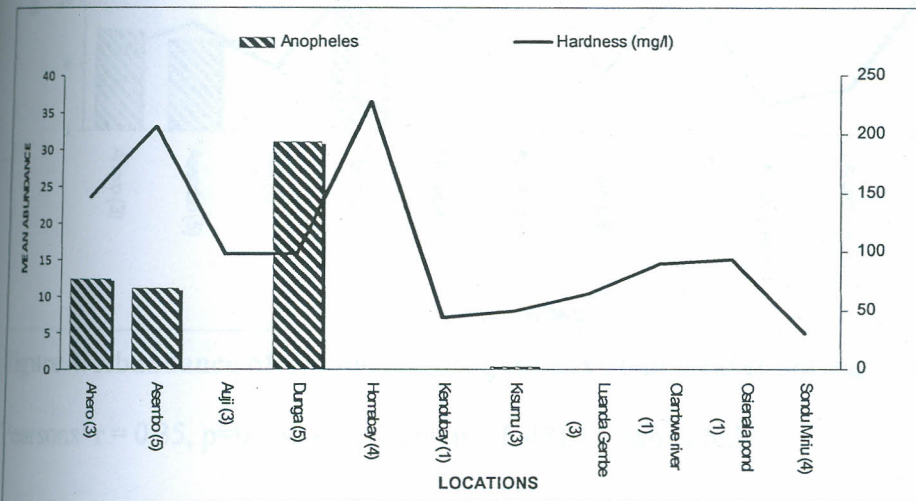 Anopheles
Hardness (mg/l)
MEAN ABUNDANCE
40
35
30
25
20
15
10
5
0
250
200
150
100
50
0
Ahero (3)
Asembo (5)
Auji (3)
Dunga (5)
Homabay (4)
Kendubay (1)
Kisumu (3)
Luanda Gembe
(3)
Clambwe river
(1)
Osienala pond
(1)
Sondu Miriu (4)
LOCATIONS